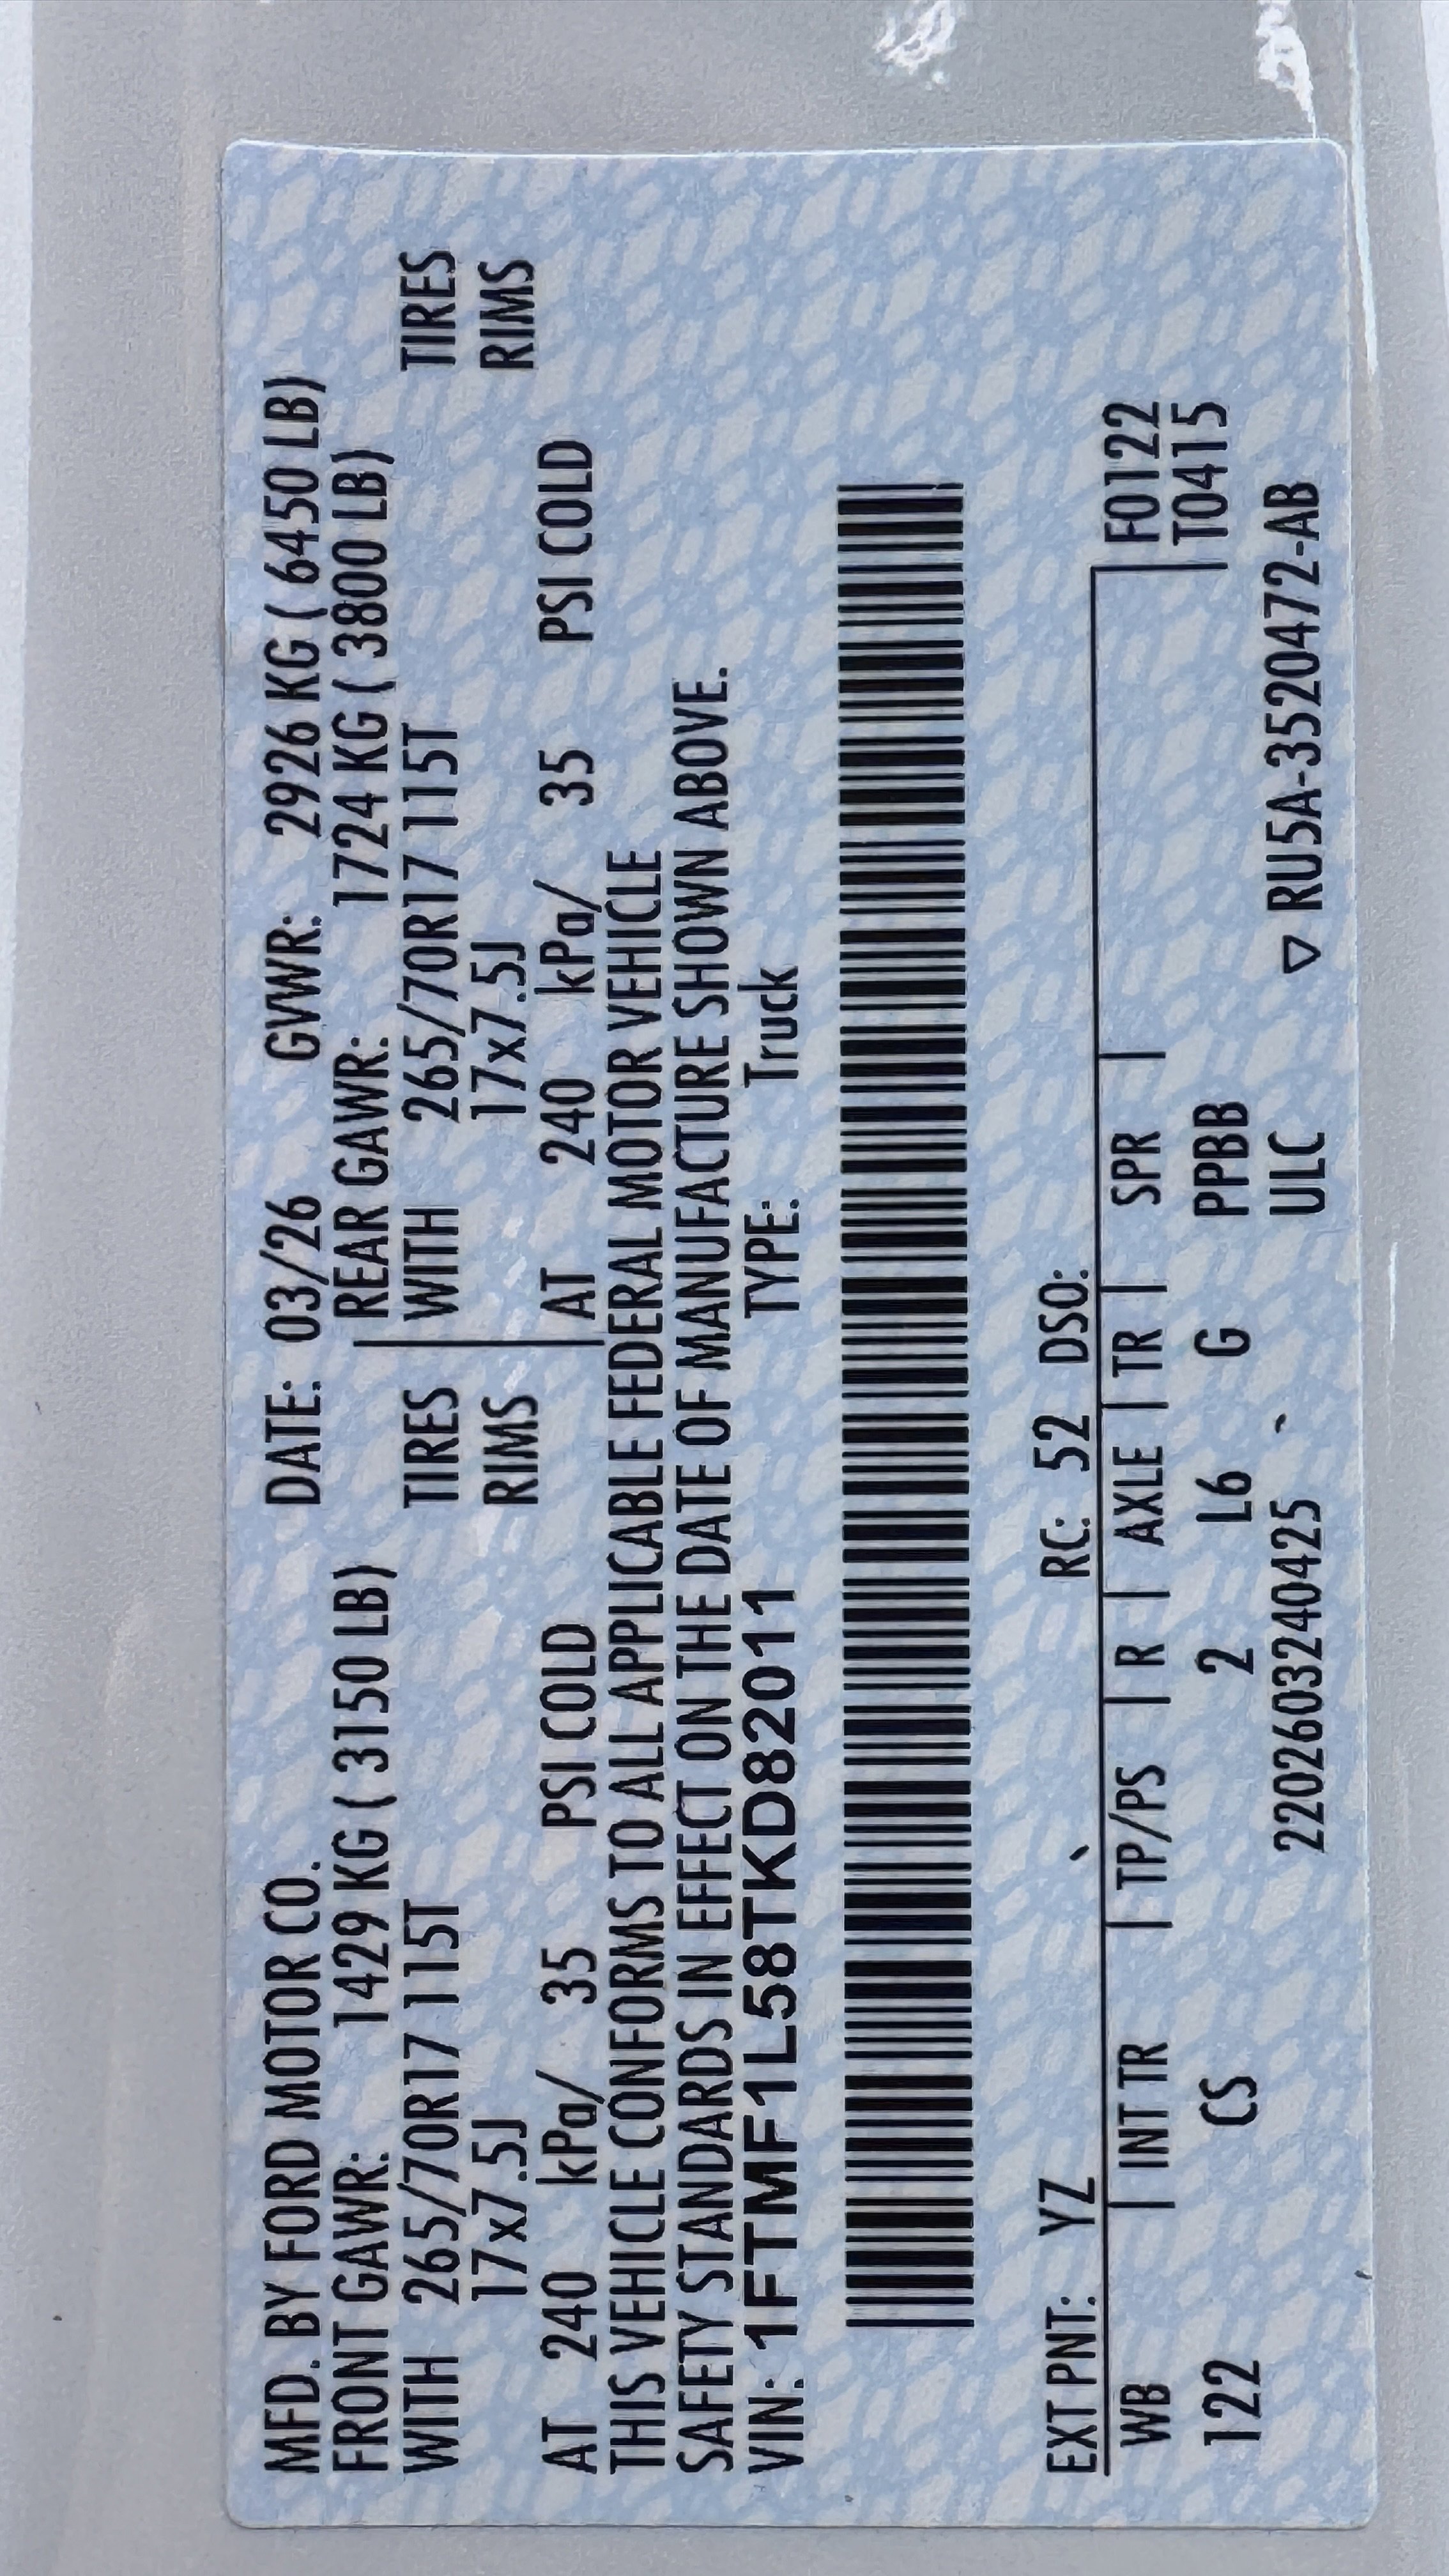 MFD. BY FORD MOTOR CO. DATE: 03/26 GVWR: 2926 KG ( 6450 LB)
FRONT GAWR: 1429 KG ( 3150 LB) REAR GAWR: 1724 KG ( 3800 LB)
WITH 265/70R17 115T TIRES WITH 265/70R17 115T TIRES
17x7.5J RIMS 17x7.5J RIMS
AT 240 kPa/ 35 PSI COLD AT 240 kPa/ 35 PSI COLD
THIS VEHICLE CONFORMS TO ALL APPLICABLE FEDERAL MOTOR VEHICLE
SAFETY STANDARDS IN EFFECT ON THE DATE OF MANUFACTURE SHOWN ABOVE.
VIN: 1FTMF1L58TKD82011 TYPE: Truck
EXT PNT: YZ RC: 52 DSO:
WB | INT TR | TP/PS | R | AXLE | TR | SPR | F0122
122 CS 2 L6 G PPBB T0415
220260324042​5 ULC ▽ RU5A-3520472-AB